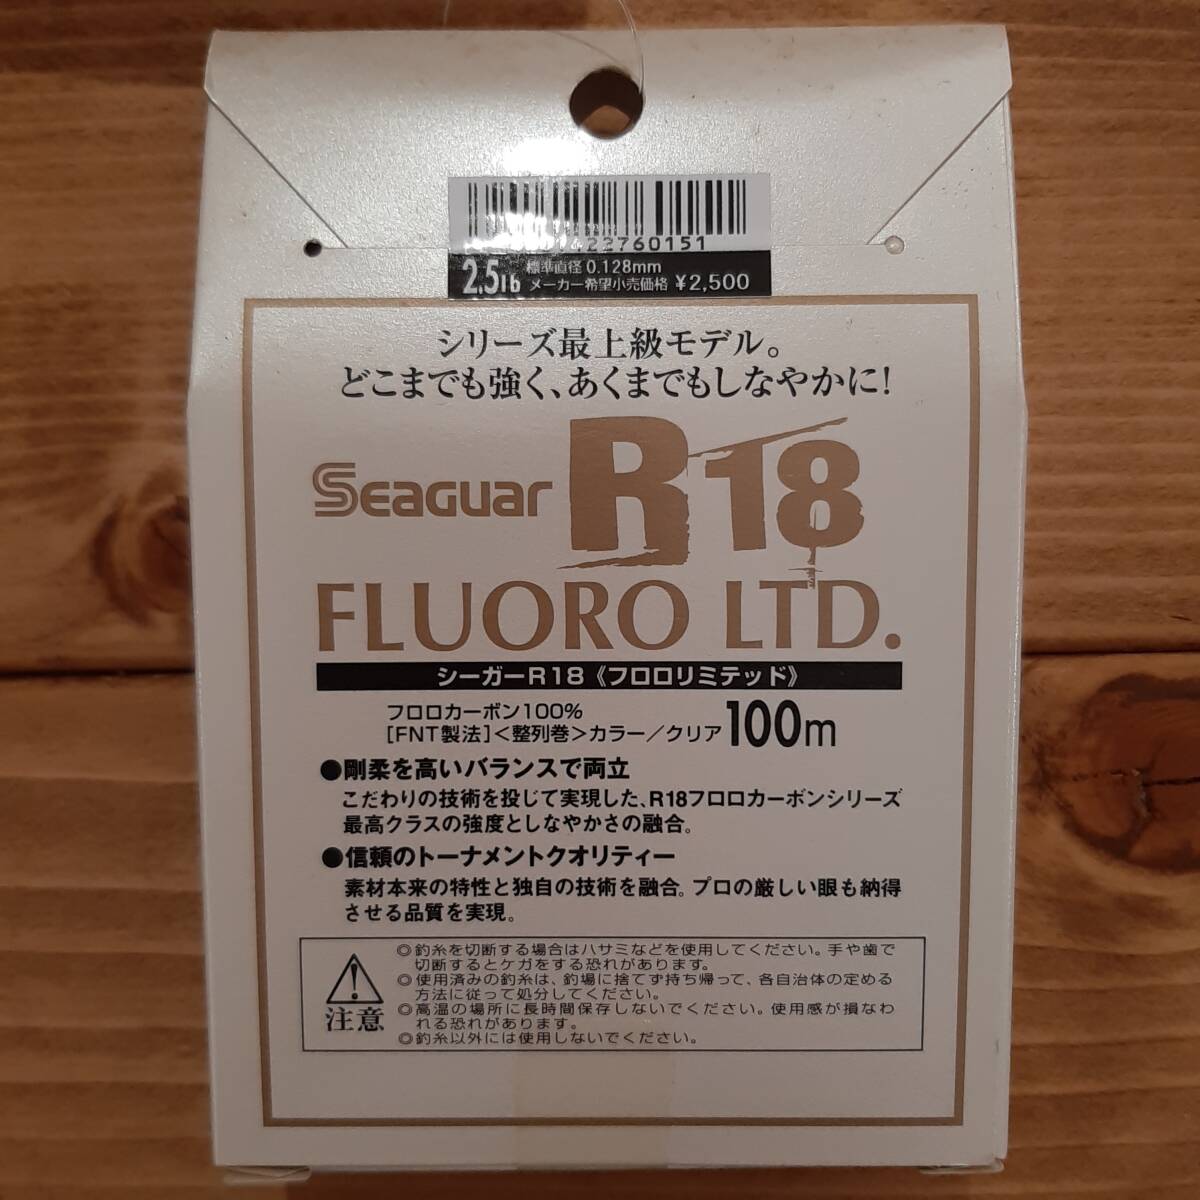 2.5lb 標準直径 0.128mm
メーカー希望小売価格 ¥2,500
シリーズ最上級モデル。
どこまでも強く、あくまでもしなやかに!
SEAGUAR R18
FLUORO LTD.
シーガーR18《フロロリミテッド》
フロロカーボン100%
[FNT製法]<整列巻>カラー/クリア 100m
●剛柔を高いバランスで両立
こだわりの技術を投じて実現した、R18フロロカーボンシリーズ
最高クラスの強度としなやかさの融合。
●信頼のトーナメントクオリティー
素材本来の特性と独自の技術を融合。プロの厳しい眼も納得
させる品質を実現。
注意
◎釣糸を切断する場合はハサミなどを使用してください。手や歯で
切断するとケガをする恐れがあります。
◎使用済みの釣糸は、釣場に捨てず持ち帰って、各自治体の定める
方法に従って処分してください。
◎高温の場所に長時間保存しないでください。使用感が損なわ
れる恐れがあります。
◎釣糸以外には使用しないでください。